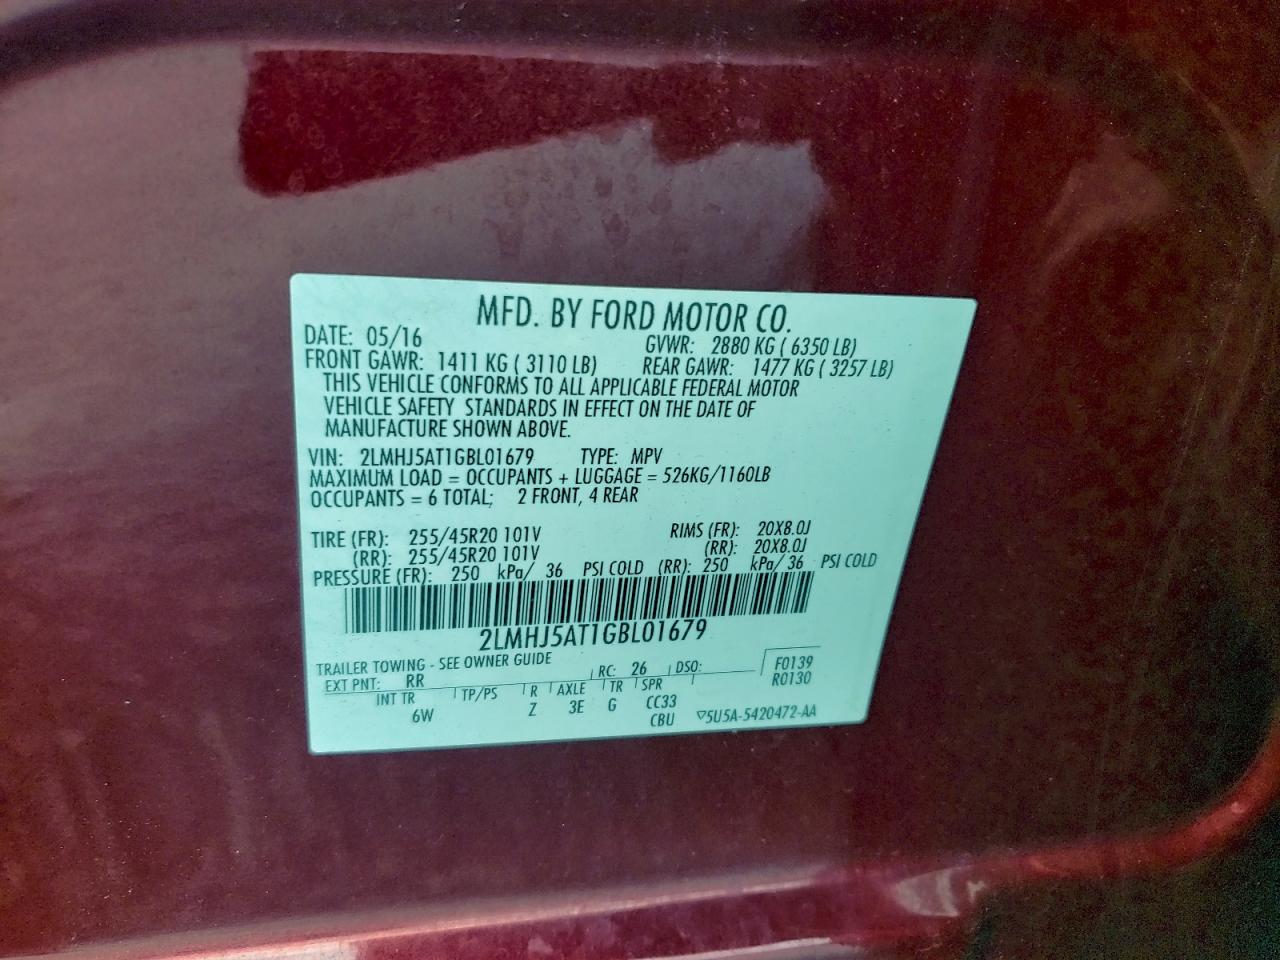 MFD. BY FORD MOTOR CO.
DATE: 05/16 GVWR: 2880 KG ( 6350 LB)
FRONT GAWR: 1411 KG ( 3110 LB) REAR GAWR: 1477 KG ( 3257 LB)
THIS VEHICLE CONFORMS TO ALL APPLICABLE FEDERAL MOTOR
VEHICLE SAFETY STANDARDS IN EFFECT ON THE DATE OF
MANUFACTURE SHOWN ABOVE.
VIN: 2LMHJ5AT1GBL01679 TYPE: MPV
MAXIMUM LOAD = OCCUPANTS + LUGGAGE = 526KG/1160LB
OCCUPANTS = 6 TOTAL; 2 FRONT, 4 REAR
TIRE (FR): 255/45R20 101V RIMS (FR): 20X8.0J
(RR): 255/45R20 101V (RR): 20X8.0J
PRESSURE (FR): 250 kPa/ 36 PSI COLD (RR): 250 kPa/ 36 PSI COLD
2LMHJ5AT1GBL01679
TRAILER TOWING - SEE OWNER GUIDE
EXT PNT: RR RC: 26 DSO: F0139
R0130
INT TR TP/PS R AXLE TR SPR
6W Z 3E G CC33
CBU ▽5U5A-5420472-AA